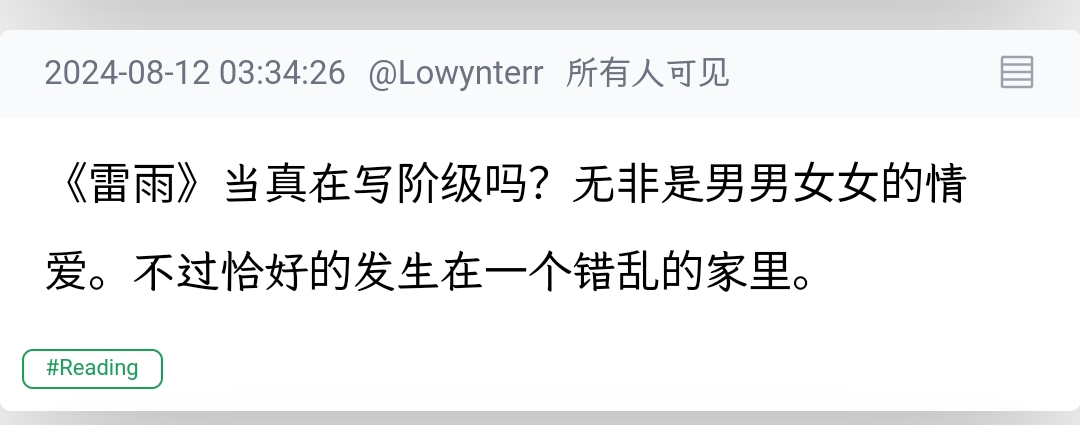 2024-08-12 03:34:26 @Lowynterr 所有人可见
《雷雨》当真在写阶级吗？无非是男男女女的情
爱。不过恰好的发生在一个错乱的家里。
#Reading